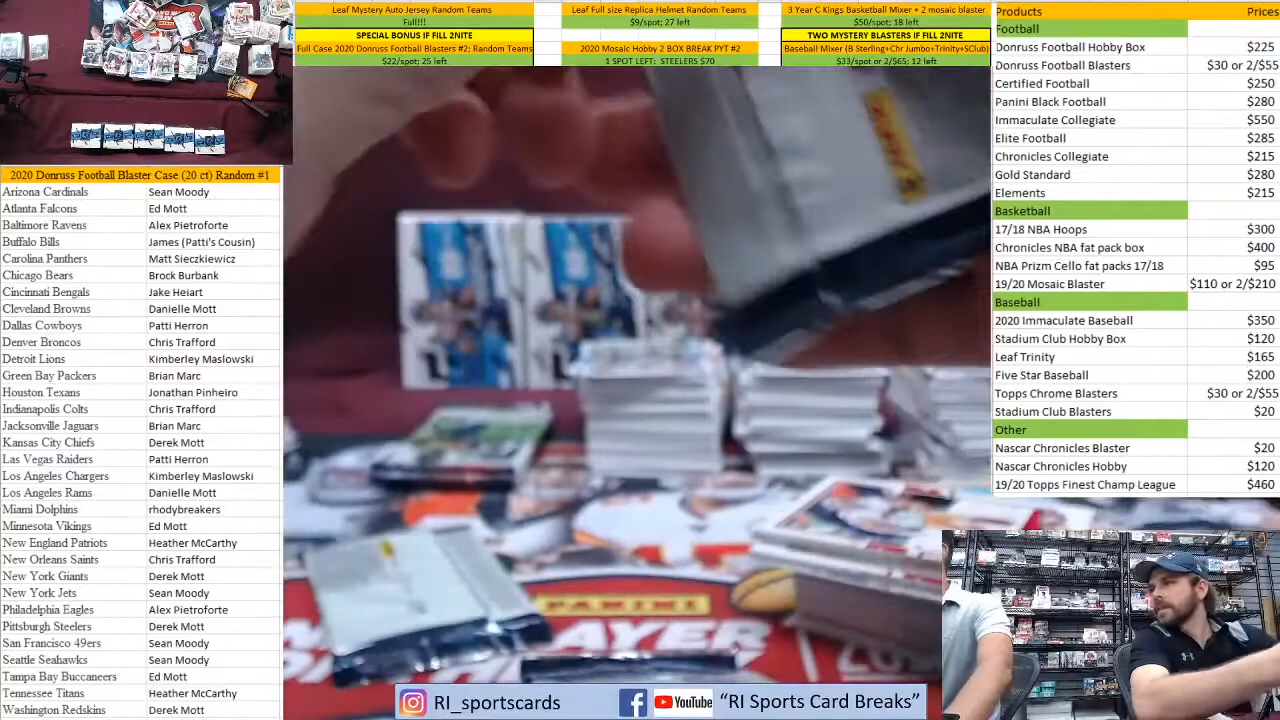 Leaf Mystery Auto Jersey Random Teams
Full!!!
SPECIAL BONUS IF FILL 2NITE
Full Case 2020 Donruss Football Blasters #2; Random Teams
$22/spot; 25 left
Leaf Full size Replica Helmet Random Teams
$9/spot; 27 left
2020 Mosaic Hobby 2 BOX BREAK PYT #2
1 SPOT LEFT: STEELERS $70
3 Year C Kings Basketball Mixer + 2 mosaic blaster
$50/spot; 18 left
TWO MYSTERY BLASTERS IF FILL 2NITE
Baseball Mixer (B Sterling+Chr Jumbo+Trinity+SClub)
$33/spot or 2/$65; 12 left
Products Prices
Football
Donruss Football Hobby Box $225
Donruss Football Blasters $30 or 2/$55
Certified Football $250
Panini Black Football $280
Immaculate Collegiate $550
Elite Football $285
Chronicles Collegiate $215
Gold Standard $280
Elements $215
Basketball
17/18 NBA Hoops $300
Chronicles NBA fat pack box $400
NBA Prizm Cello fat packs 17/18 $95
19/20 Mosaic Blaster $110 or 2/$210
Baseball
2020 Immaculate Baseball $350
Stadium Club Hobby Box $120
Leaf Trinity $165
Five Star Baseball $200
Topps Chrome Blasters $30 or 2/$55
Stadium Club Blasters $20
Other
Nascar Chronicles Blaster $20
Nascar Chronicles Hobby $120
19/20 Topps Finest Champ League $460
2020 Donruss Football Blaster Case (20 ct) Random #1
Arizona Cardinals Sean Moody
Atlanta Falcons Ed Mott
Baltimore Ravens Alex Pietroforte
Buffalo Bills James (Patti's Cousin)
Carolina Panthers Matt Sieczkiewicz
Chicago Bears Brock Burbank
Cincinnati Bengals Jake Heiart
Cleveland Browns Danielle Mott
Dallas Cowboys Patti Herron
Denver Broncos Chris Trafford
Detroit Lions Kimberley Maslowski
Green Bay Packers Brian Marc
Houston Texans Jonathan Pinheiro
Indianapolis Colts Chris Trafford
Jacksonville Jaguars Brian Marc
Kansas City Chiefs Derek Mott
Las Vegas Raiders Patti Herron
Los Angeles Chargers Kimberley Maslowski
Los Angeles Rams Danielle Mott
Miami Dolphins rhodybreakers
Minnesota Vikings Ed Mott
New England Patriots Heather McCarthy
New Orleans Saints Chris Trafford
New York Giants Derek Mott
New York Jets Sean Moody
Philadelphia Eagles Alex Pietroforte
Pittsburgh Steelers Derek Mott
San Francisco 49ers Sean Moody
Seattle Seahawks Sean Moody
Tampa Bay Buccaneers Ed Mott
Tennessee Titans Heather McCarthy
Washington Redskins Derek Mott
PANINI
RI_sportscards YouTube "RI Sports Card Breaks"